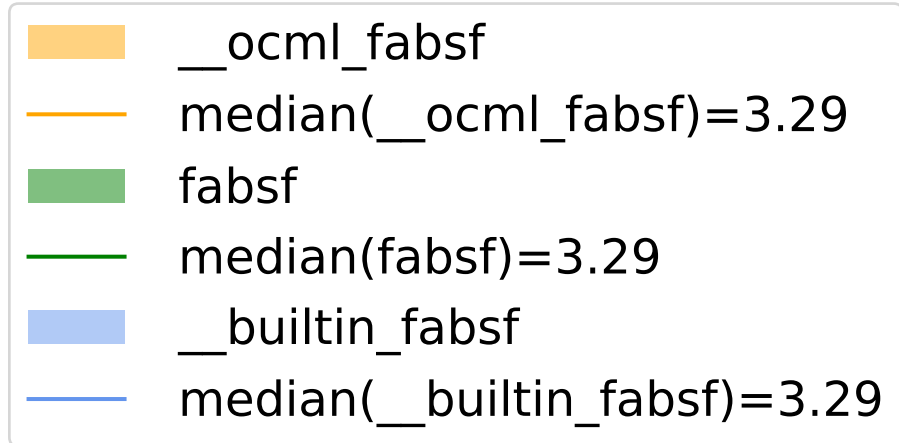 __ocml_fabsf
median(__ocml_fabsf)=3.29
fabsf
median(fabsf)=3.29
__builtin_fabsf
median(__builtin_fabsf)=3.29